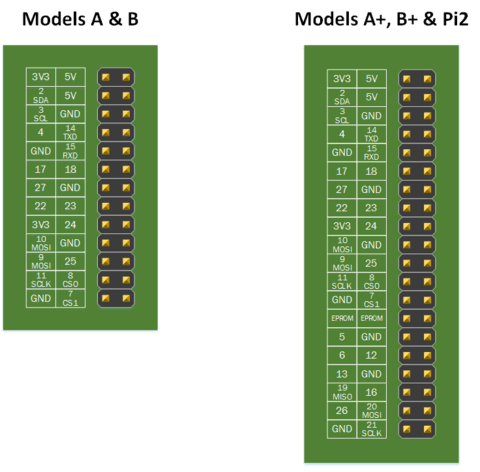 Models A & B
3V3 5V
2 SDA 5V
3 SCL GND
4 14 TXD
GND 15 RXD
17 18
27 GND
22 23
3V3 24
10 MOSI GND
9 MOSI 25
11 SCLK 8 CS0
GND 7 CS1
Models A+, B+ & Pi2
3V3 5V
2 SDA 5V
3 SCL GND
4 14 TXD
GND 15 RXD
17 18
27 GND
22 23
3V3 24
10 MOSI GND
9 MOSI 25
11 SCLK 8 CS0
GND 7 CS1
EPROM EPROM
5 GND
6 12
13 GND
19 MISO 16
26 20 MOSI
GND 21 SCLK